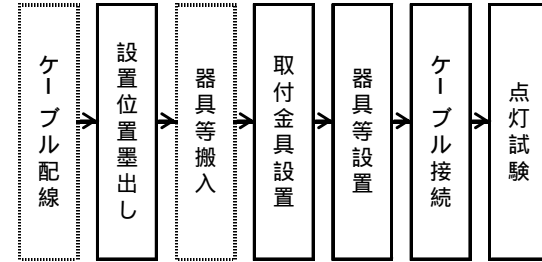 ケーブル配線
設置位置墨出し
器具等搬入
取付金具設置
器具等設置
ケーブル接続
点灯試験